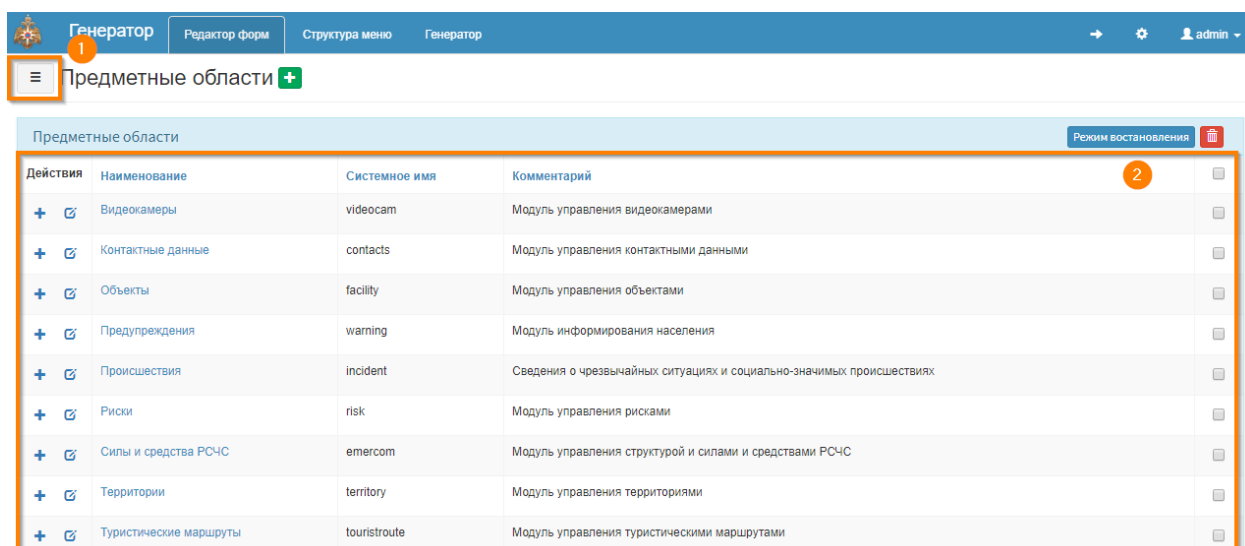 Генератор Редактор форм Структура меню Генератор admin
1
Предметные области
Предметные области Режим востановления
Действия Наименование Системное имя Комментарий 2
Видеокамеры videocam Модуль управления видеокамерами
Контактные данные contacts Модуль управления контактными данными
Объекты facility Модуль управления объектами
Предупреждения warning Модуль информирования населения
Происшествия incident Сведения о чрезвычайных ситуациях и социально-значимых происшествиях
Риски risk Модуль управления рисками
Силы и средства РСЧС emercom Модуль управления структурой и силами и средствами РСЧС
Территории territory Модуль управления территориями
Туристические маршруты touristroute Модуль управления туристическими маршрутами